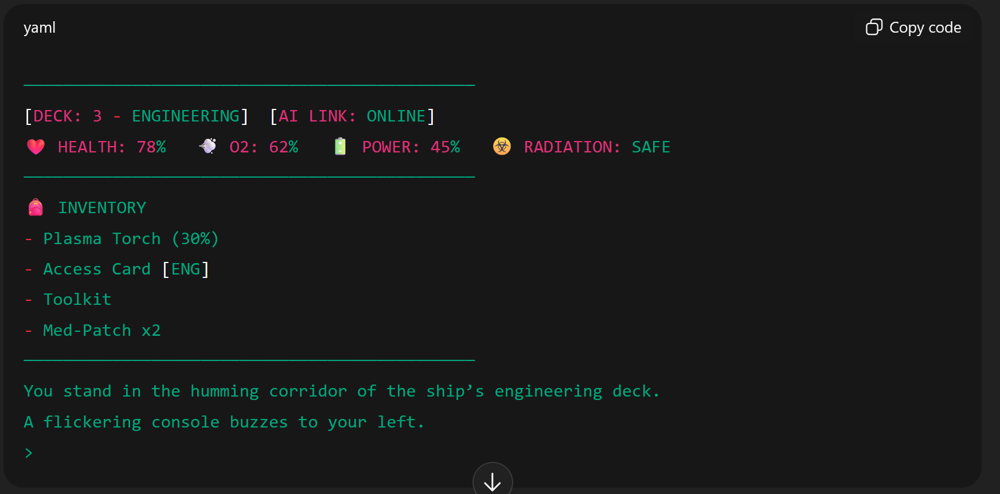 yaml
Copy code
[DECK: 3 - ENGINEERING]  [AI LINK: ONLINE]
❤️ HEALTH: 78%   💨 O2: 62%   🔋 POWER: 45%   ☣️ RADIATION: SAFE
🎒 INVENTORY
- Plasma Torch (30%)
- Access Card [ENG]
- Toolkit
- Med-Patch x2
You stand in the humming corridor of the ship’s engineering deck.
A flickering console buzzes to your left.
>